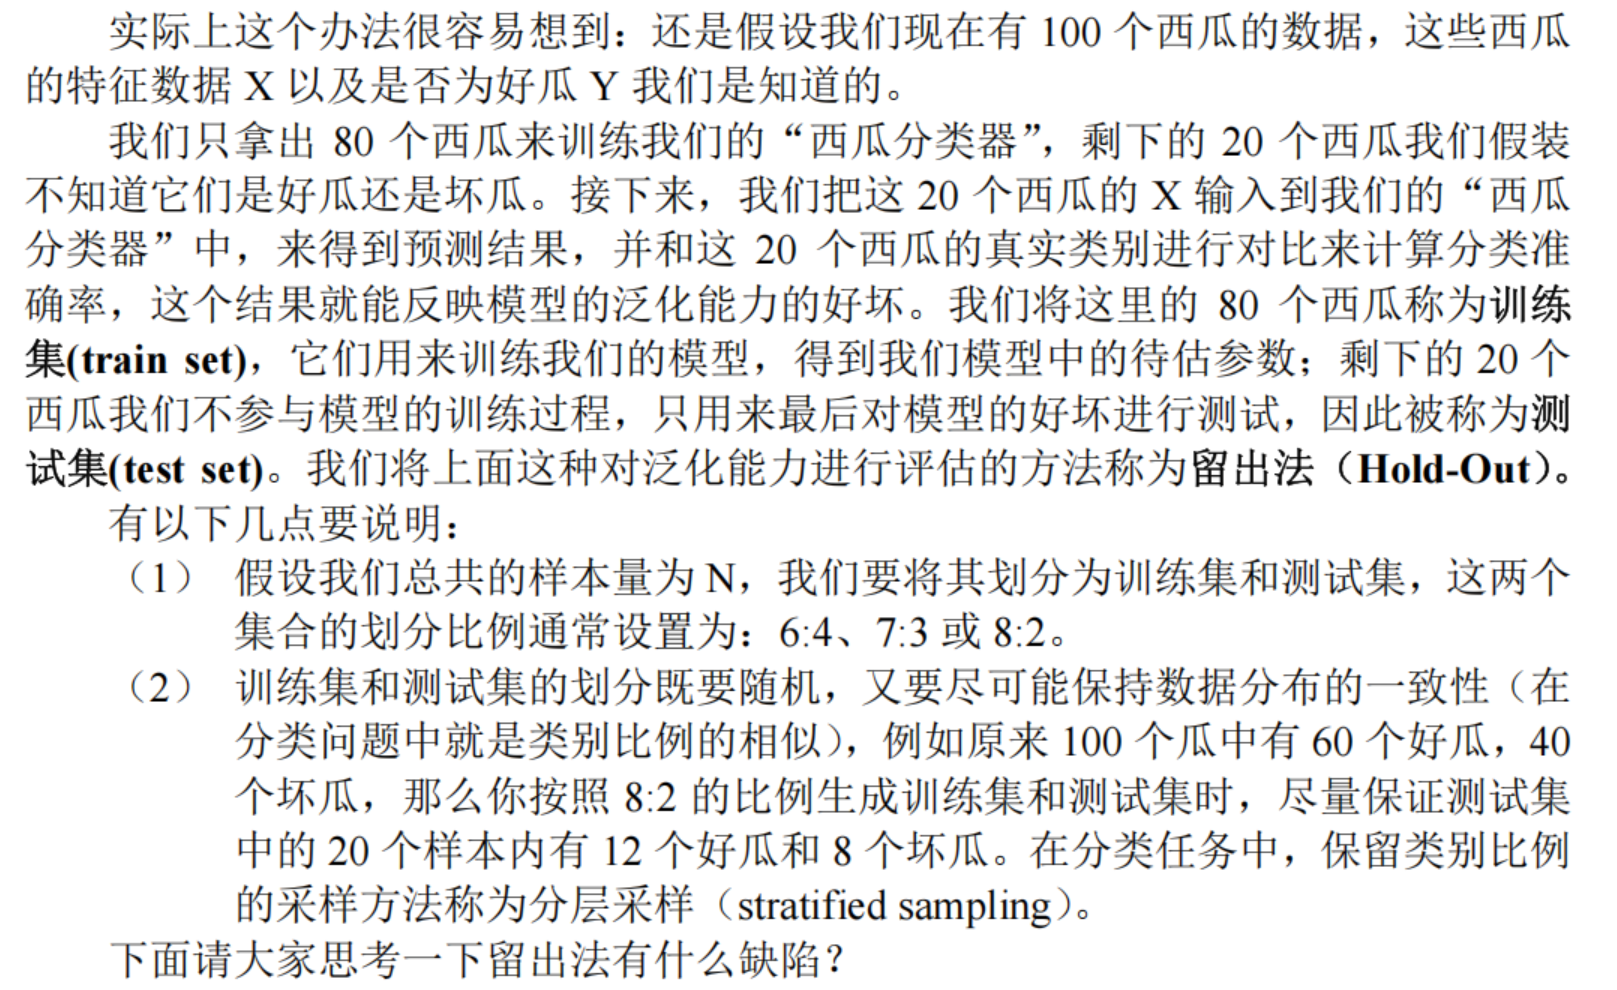 实际上这个办法很容易想到：还是假设我们现在有 100 个西瓜的数据，这些西瓜
的特征数据 X 以及是否为好瓜 Y 我们是知道的。
我们只拿出 80 个西瓜来训练我们的“西瓜分类器”，剩下的 20 个西瓜我们假装
不知道它们是好瓜还是坏瓜。接下来，我们把这 20 个西瓜的 X 输入到我们的“西瓜
分类器”中，来得到预测结果，并和这 20 个西瓜的真实类别进行对比来计算分类准
确率，这个结果就能反映模型的泛化能力的好坏。我们将这里的 80 个西瓜称为训练
集(train set)，它们用来训练我们的模型，得到我们模型中的待估参数；剩下的 20 个
西瓜我们不参与模型的训练过程，只用来最后对模型的好坏进行测试，因此被称为测
试集(test set)。我们将上面这种对泛化能力进行评估的方法称为留出法（Hold-Out）。
有以下几点要说明：
（1） 假设我们总共的样本量为 N，我们要将其划分为训练集和测试集，这两个
集合的划分比例通常设置为：6:4、7:3 或 8:2。
（2） 训练集和测试集的划分既要随机，又要尽可能保持数据分布的一致性（在
分类问题中就是类别比例的相似），例如原来 100 个瓜中有 60 个好瓜，40
个坏瓜，那么你按照 8:2 的比例生成训练集和测试集时，尽量保证测试集
中的 20 个样本内有 12 个好瓜和 8 个坏瓜。在分类任务中，保留类别比例
的采样方法称为分层采样（stratified sampling）。
下面请大家思考一下留出法有什么缺陷？